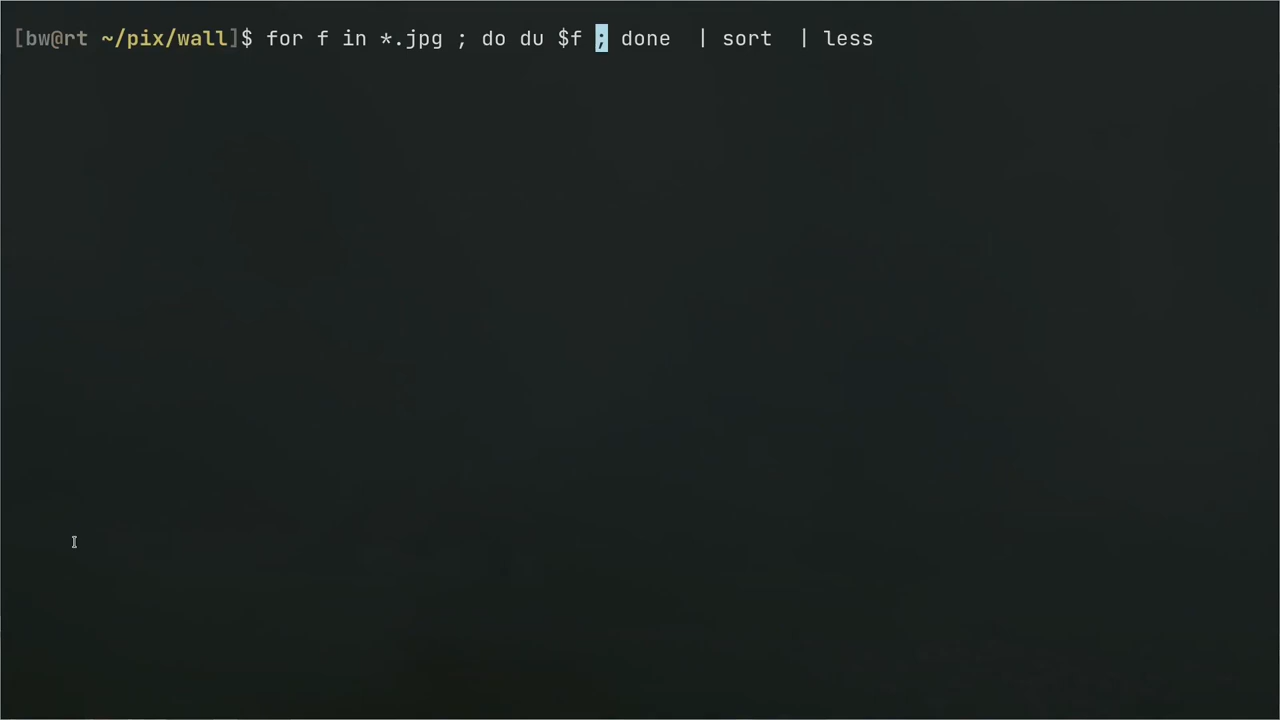 [bw@rt ~/pix/wall]$ for f in *.jpg ; do du $f ; done  | sort  | less